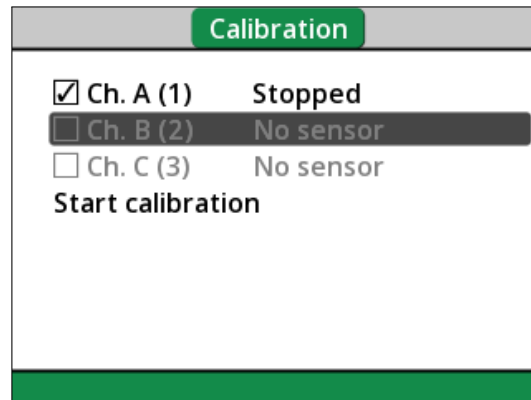 Calibration
Ch. A (1) Stopped
Ch. B (2) No sensor
Ch. C (3) No sensor
Start calibration